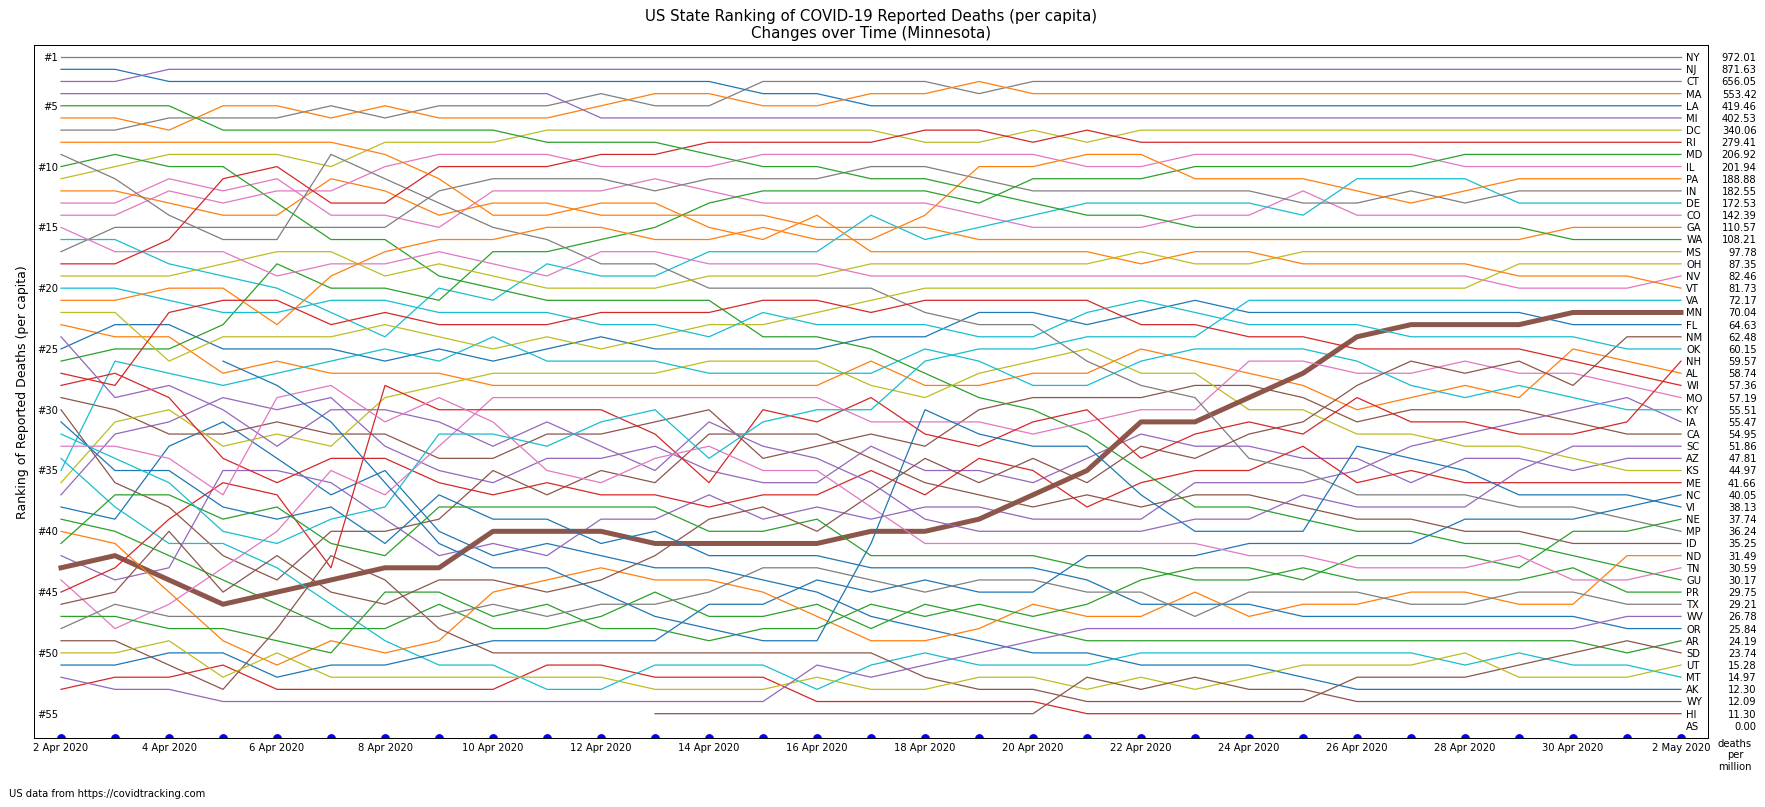 US State Ranking of COVID-19 Reported Deaths (per capita)
Changes over Time (Minnesota)
Ranking of Reported Deaths (per capita)
#1
#5
#10
#15
#20
#25
#30
#35
#40
#45
#50
#55
NY 972.01
NJ 871.63
CT 656.05
MA 553.42
LA 419.46
MI 402.53
DC 340.06
RI 279.41
MD 206.92
IL 201.94
PA 188.88
IN 182.55
DE 172.53
CO 142.39
GA 110.57
WA 108.21
MS 97.78
OH 87.35
NV 82.46
VT 81.73
VA 72.17
MN 70.04
FL 64.63
NM 62.48
OK 60.15
NH 59.57
AL 58.74
WI 57.36
MO 57.19
KY 55.51
IA 55.47
CA 54.95
SC 51.86
AZ 47.81
KS 44.97
ME 41.66
NC 40.05
VI 38.13
NE 37.74
MP 36.24
ID 35.25
ND 31.49
TN 30.59
GU 30.17
PR 29.75
TX 29.21
WV 26.78
OR 25.84
AR 24.19
SD 23.74
UT 15.28
MT 14.97
AK 12.30
WY 12.09
HI 11.30
AS 0.00
2 Apr 2020 4 Apr 2020 6 Apr 2020 8 Apr 2020 10 Apr 2020 12 Apr 2020 14 Apr 2020 16 Apr 2020 18 Apr 2020 20 Apr 2020 22 Apr 2020 24 Apr 2020 26 Apr 2020 28 Apr 2020 30 Apr 2020 2 May 2020
deaths
per
million
US data from https://covidtracking.com